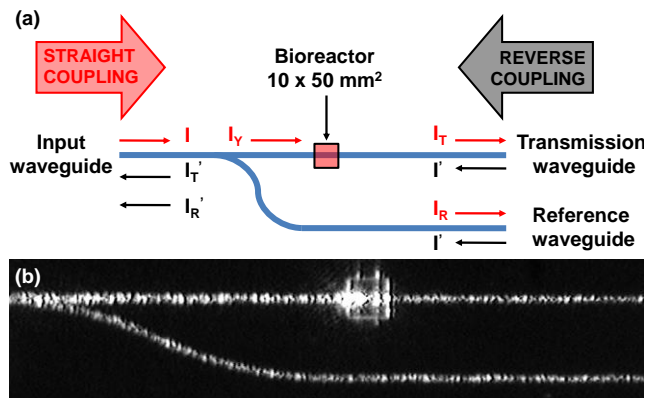 (a)
STRAIGHT
COUPLING
Bioreactor
10 x 50 mm²
REVERSE
COUPLING
Input
waveguide
I
I_Y
I_T
Transmission
waveguide
I_T'
I'
I_R'
I_R
Reference
waveguide
I'
(b)